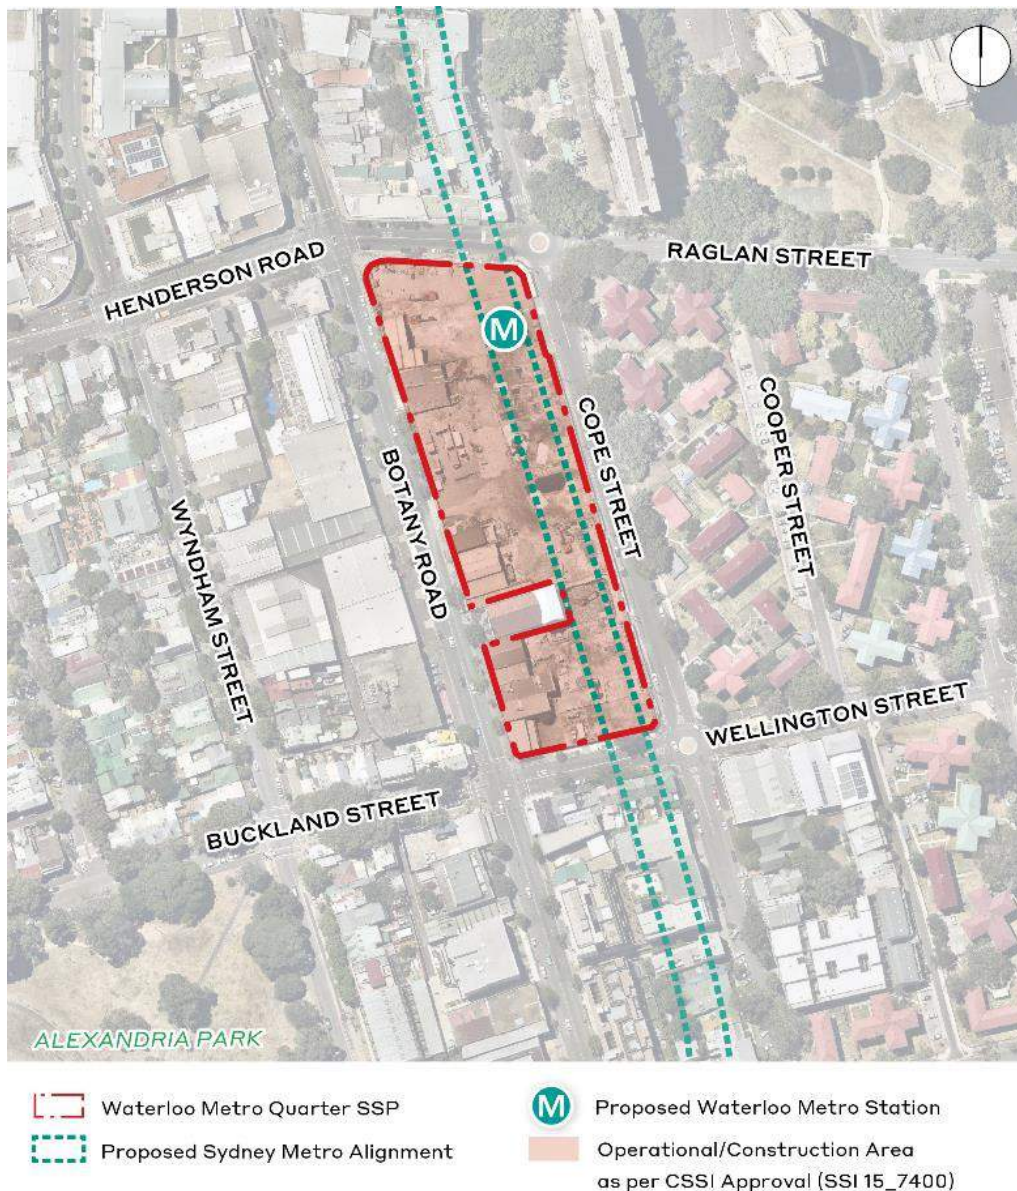 HENDERSON ROAD
RAGLAN STREET
M
COPE STREET
COOPER STREET
BOTANY ROAD
WYNDHAM STREET
WELLINGTON STREET
BUCKLAND STREET
ALEXANDRIA PARK
Waterloo Metro Quarter SSP
M Proposed Waterloo Metro Station
Proposed Sydney Metro Alignment
Operational/Construction Area
as per CSSI Approval (SSI 15_7400)